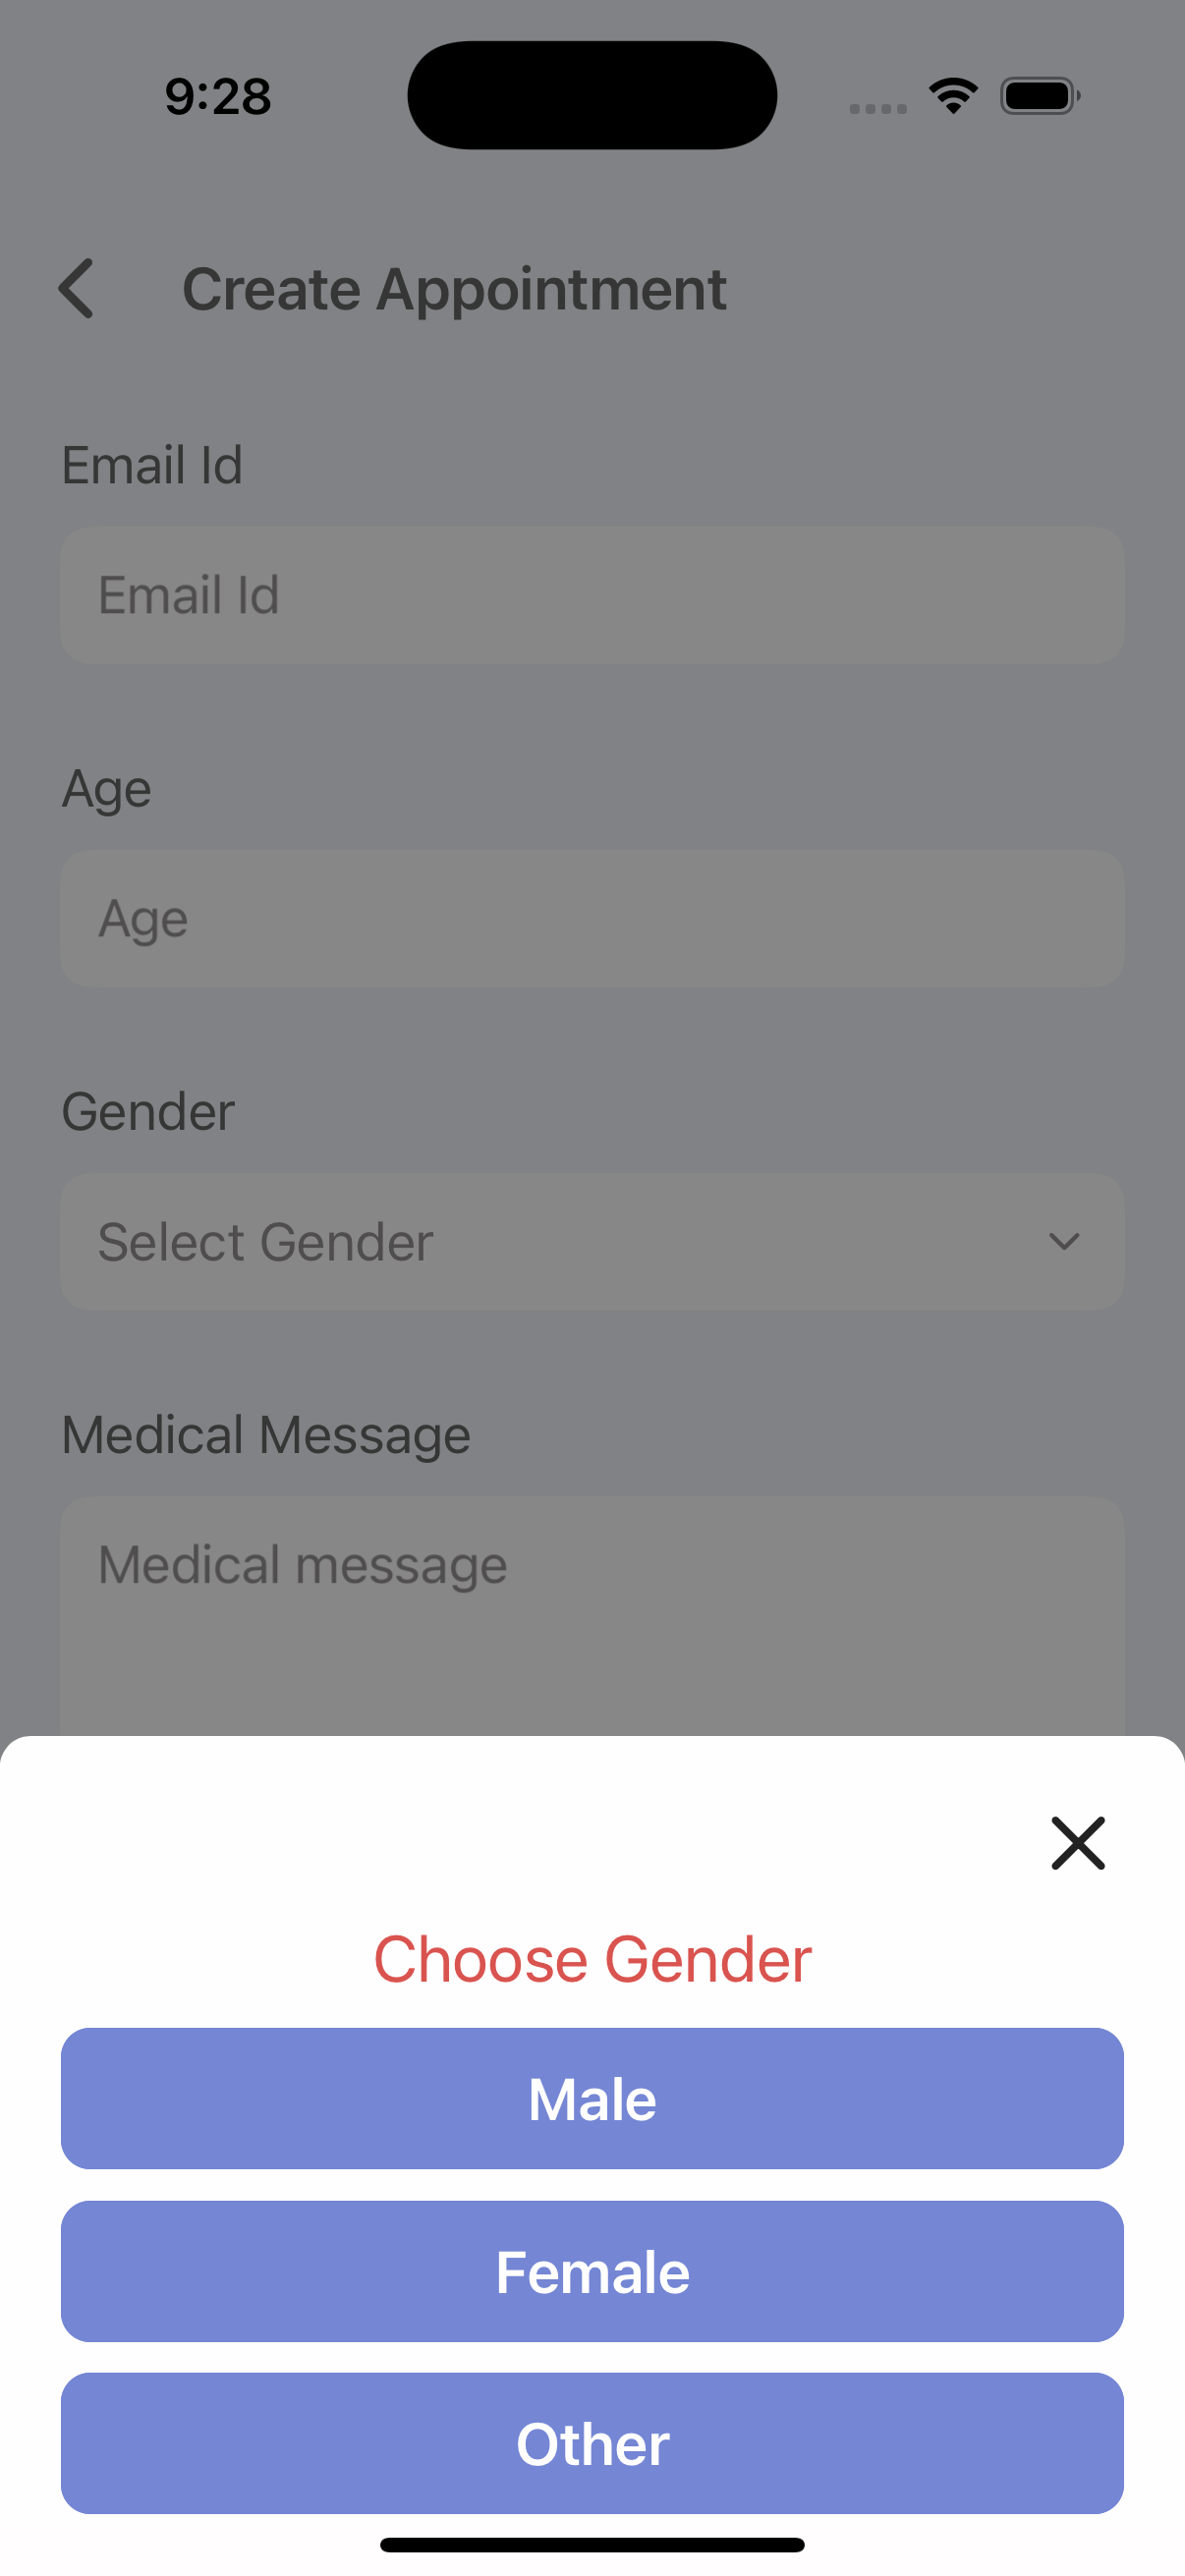 9:28
Create Appointment
Email Id
Email Id
Age
Age
Gender
Select Gender
Medical Message
Medical message
Choose Gender
Male
Female
Other